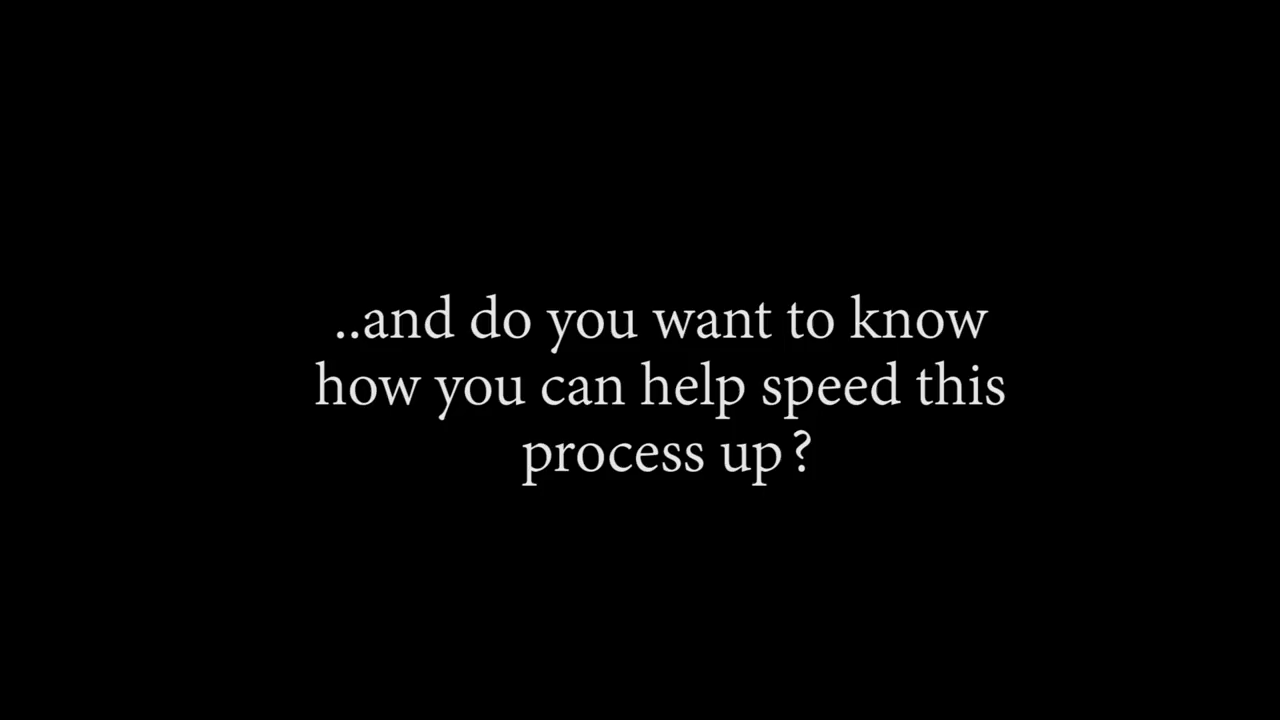 ..and do you want to know
how you can help speed this
process up?